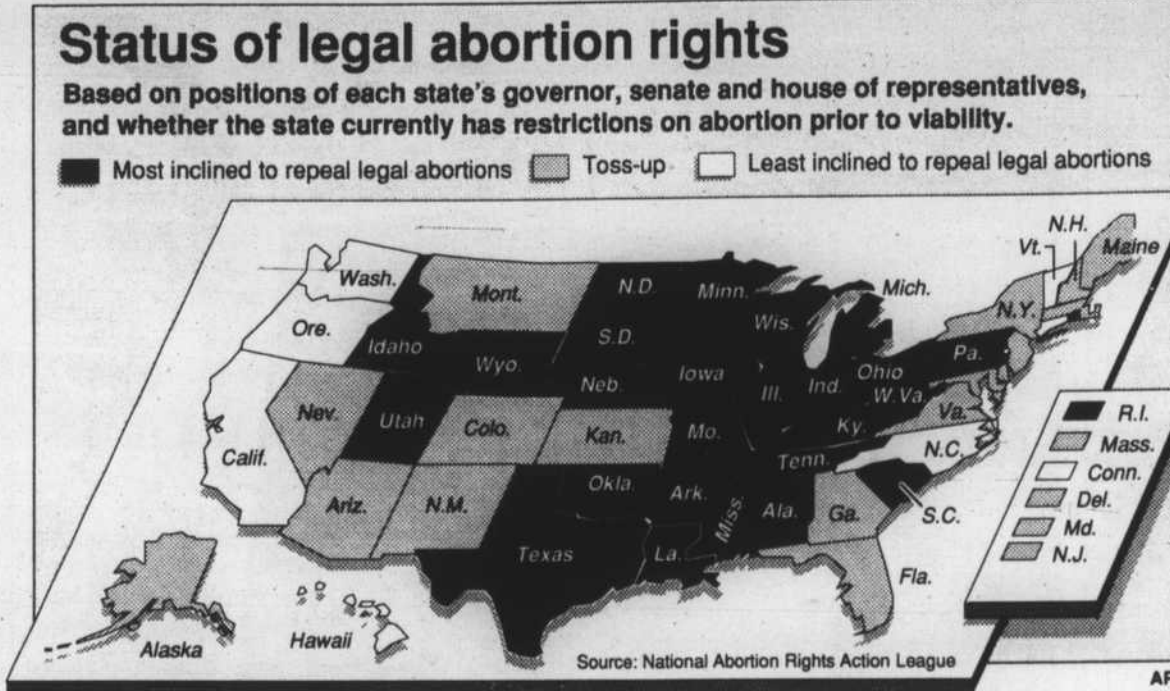 Status of legal abortion rights
Based on positions of each state's governor, senate and house of representatives,
and whether the state currently has restrictions on abortion prior to viability.
Most inclined to repeal legal abortions Toss-up Least inclined to repeal legal abortions
N.H.
Vt. Maine
Wash. Mont. N.D. Minn. Mich.
Ore. Idaho Wyo. S.D. Wis. N.Y.
Neb. Iowa Ill. Ind. Ohio Pa.
Nev. Utah Colo. Kan. Mo. Ky. W.Va. Va.
Calif. Tenn. N.C.
Ariz. N.M. Okla. Ark. Miss. Ala. Ga. S.C.
Texas La. Fla.
Alaska Hawaii
R.I.
Mass.
Conn.
Del.
Md.
N.J.
Source: National Abortion Rights Action League